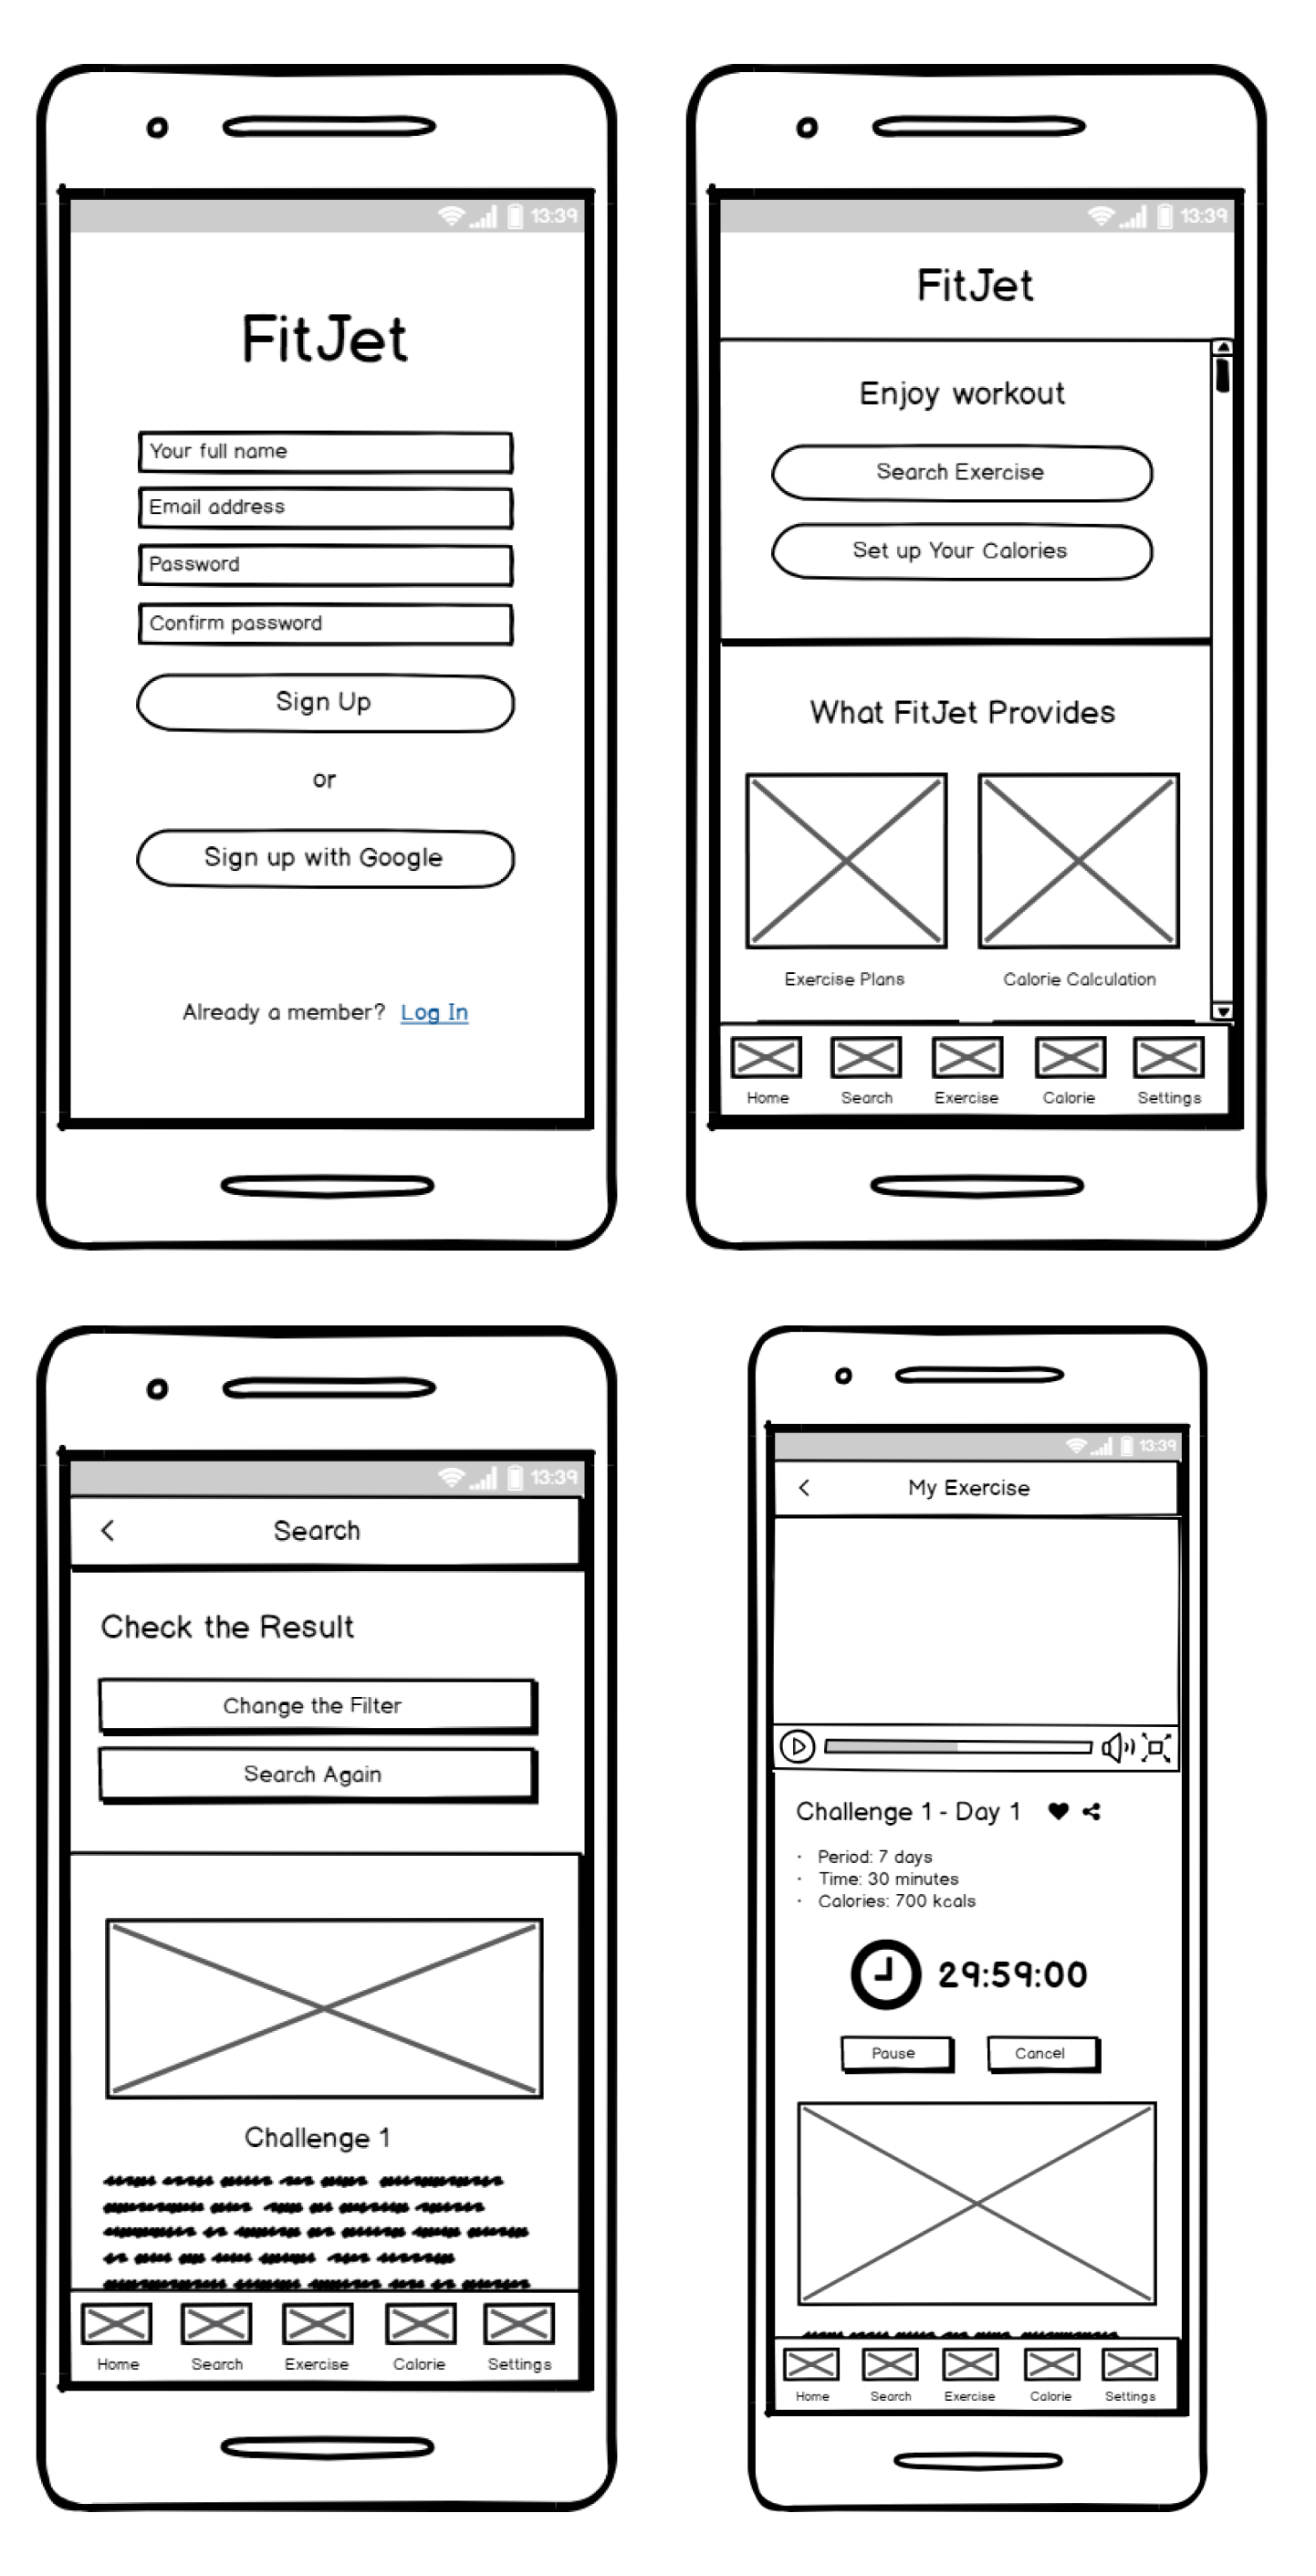 13:39
FitJet
Your full name
Email address
Password
Confirm password
Sign Up
or
Sign up with Google
Already a member? Log In
13:39
FitJet
Enjoy workout
Search Exercise
Set up Your Calories
What FitJet Provides
Exercise Plans Calorie Calculation
Home Search Exercise Calorie Settings
13:39
Search
Check the Result
Change the Filter
Search Again
Challenge 1
Home Search Exercise Calorie Settings
13:39
My Exercise
Challenge 1 - Day 1
· Period: 7 days
· Time: 30 minutes
· Calories: 700 kcals
29:59:00
Pause Cancel
Home Search Exercise Calorie Settings